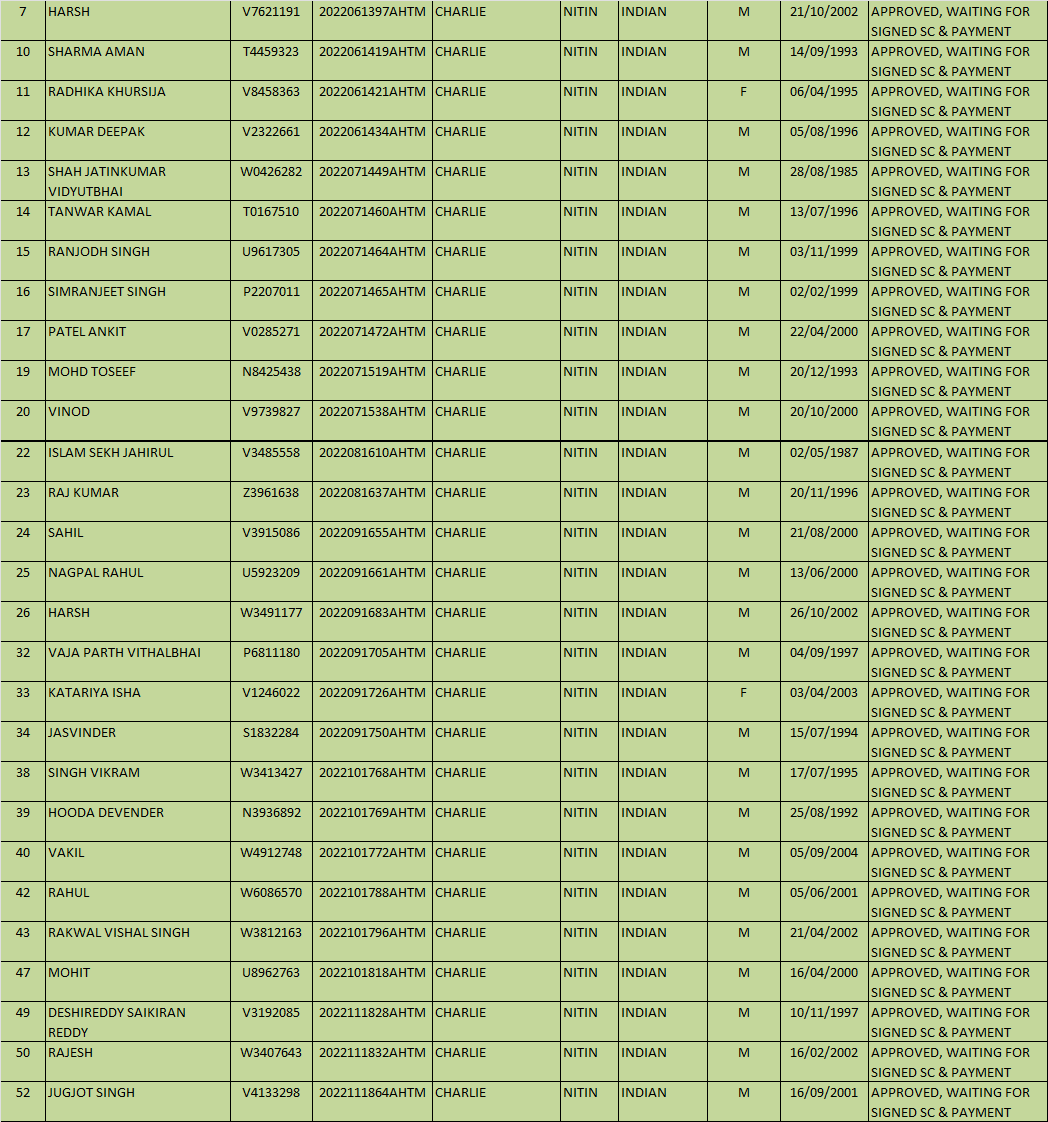 7 HARSH V7621191 2022061397AHTM CHARLIE NITIN INDIAN M 21/10/2002 APPROVED, WAITING FOR
SIGNED SC & PAYMENT
10 SHARMA AMAN T4459323 2022061419AHTM CHARLIE NITIN INDIAN M 14/09/1993 APPROVED, WAITING FOR
SIGNED SC & PAYMENT
11 RADHIKA KHURSIJA V8458363 2022061421AHTM CHARLIE NITIN INDIAN F 06/04/1995 APPROVED, WAITING FOR
SIGNED SC & PAYMENT
12 KUMAR DEEPAK V2322661 2022061434AHTM CHARLIE NITIN INDIAN M 05/08/1996 APPROVED, WAITING FOR
SIGNED SC & PAYMENT
13 SHAH JATINKUMAR W0426282 2022071449AHTM CHARLIE NITIN INDIAN M 28/08/1985 APPROVED, WAITING FOR
VIDYUTBHAI SIGNED SC & PAYMENT
14 TANWAR KAMAL T0167510 2022071460AHTM CHARLIE NITIN INDIAN M 13/07/1996 APPROVED, WAITING FOR
SIGNED SC & PAYMENT
15 RANJODH SINGH U9617305 2022071464AHTM CHARLIE NITIN INDIAN M 03/11/1999 APPROVED, WAITING FOR
SIGNED SC & PAYMENT
16 SIMRANJEET SINGH P2207011 2022071465AHTM CHARLIE NITIN INDIAN M 02/02/1999 APPROVED, WAITING FOR
SIGNED SC & PAYMENT
17 PATEL ANKIT V0285271 2022071472AHTM CHARLIE NITIN INDIAN M 22/04/2000 APPROVED, WAITING FOR
SIGNED SC & PAYMENT
19 MOHD TOSEEF N8425438 2022071519AHTM CHARLIE NITIN INDIAN M 20/12/1993 APPROVED, WAITING FOR
SIGNED SC & PAYMENT
20 VINOD V9739827 2022071538AHTM CHARLIE NITIN INDIAN M 20/10/2000 APPROVED, WAITING FOR
SIGNED SC & PAYMENT
22 ISLAM SEKH JAHIRUL V3485558 2022081610AHTM CHARLIE NITIN INDIAN M 02/05/1987 APPROVED, WAITING FOR
SIGNED SC & PAYMENT
23 RAJ KUMAR Z3961638 2022081637AHTM CHARLIE NITIN INDIAN M 20/11/1996 APPROVED, WAITING FOR
SIGNED SC & PAYMENT
24 SAHIL V3915086 2022091655AHTM CHARLIE NITIN INDIAN M 21/08/2000 APPROVED, WAITING FOR
SIGNED SC & PAYMENT
25 NAGPAL RAHUL U5923209 2022091661AHTM CHARLIE NITIN INDIAN M 13/06/2000 APPROVED, WAITING FOR
SIGNED SC & PAYMENT
26 HARSH W3491177 2022091683AHTM CHARLIE NITIN INDIAN M 26/10/2002 APPROVED, WAITING FOR
SIGNED SC & PAYMENT
32 VAJA PARTH VITHALBHAI P6811180 2022091705AHTM CHARLIE NITIN INDIAN M 04/09/1997 APPROVED, WAITING FOR
SIGNED SC & PAYMENT
33 KATARIYA ISHA V1246022 2022091726AHTM CHARLIE NITIN INDIAN F 03/04/2003 APPROVED, WAITING FOR
SIGNED SC & PAYMENT
34 JASVINDER S1832284 2022091750AHTM CHARLIE NITIN INDIAN M 15/07/1994 APPROVED, WAITING FOR
SIGNED SC & PAYMENT
38 SINGH VIKRAM W3413427 2022101768AHTM CHARLIE NITIN INDIAN M 17/07/1995 APPROVED, WAITING FOR
SIGNED SC & PAYMENT
39 HOODA DEVENDER N3936892 2022101769AHTM CHARLIE NITIN INDIAN M 25/08/1992 APPROVED, WAITING FOR
SIGNED SC & PAYMENT
40 VAKIL W4912748 2022101772AHTM CHARLIE NITIN INDIAN M 05/09/2004 APPROVED, WAITING FOR
SIGNED SC & PAYMENT
42 RAHUL W6086570 2022101788AHTM CHARLIE NITIN INDIAN M 05/06/2001 APPROVED, WAITING FOR
SIGNED SC & PAYMENT
43 RAKWAL VISHAL SINGH W3812163 2022101796AHTM CHARLIE NITIN INDIAN M 21/04/2002 APPROVED, WAITING FOR
SIGNED SC & PAYMENT
47 MOHIT U8962763 2022101818AHTM CHARLIE NITIN INDIAN M 16/04/2000 APPROVED, WAITING FOR
SIGNED SC & PAYMENT
49 DESHIREDDY SAIKIRAN V3192085 2022111828AHTM CHARLIE NITIN INDIAN M 10/11/1997 APPROVED, WAITING FOR
REDDY SIGNED SC & PAYMENT
50 RAJESH W3407643 2022111832AHTM CHARLIE NITIN INDIAN M 16/02/2002 APPROVED, WAITING FOR
SIGNED SC & PAYMENT
52 JUGJOT SINGH V4133298 2022111864AHTM CHARLIE NITIN INDIAN M 16/09/2001 APPROVED, WAITING FOR
SIGNED SC & PAYMENT